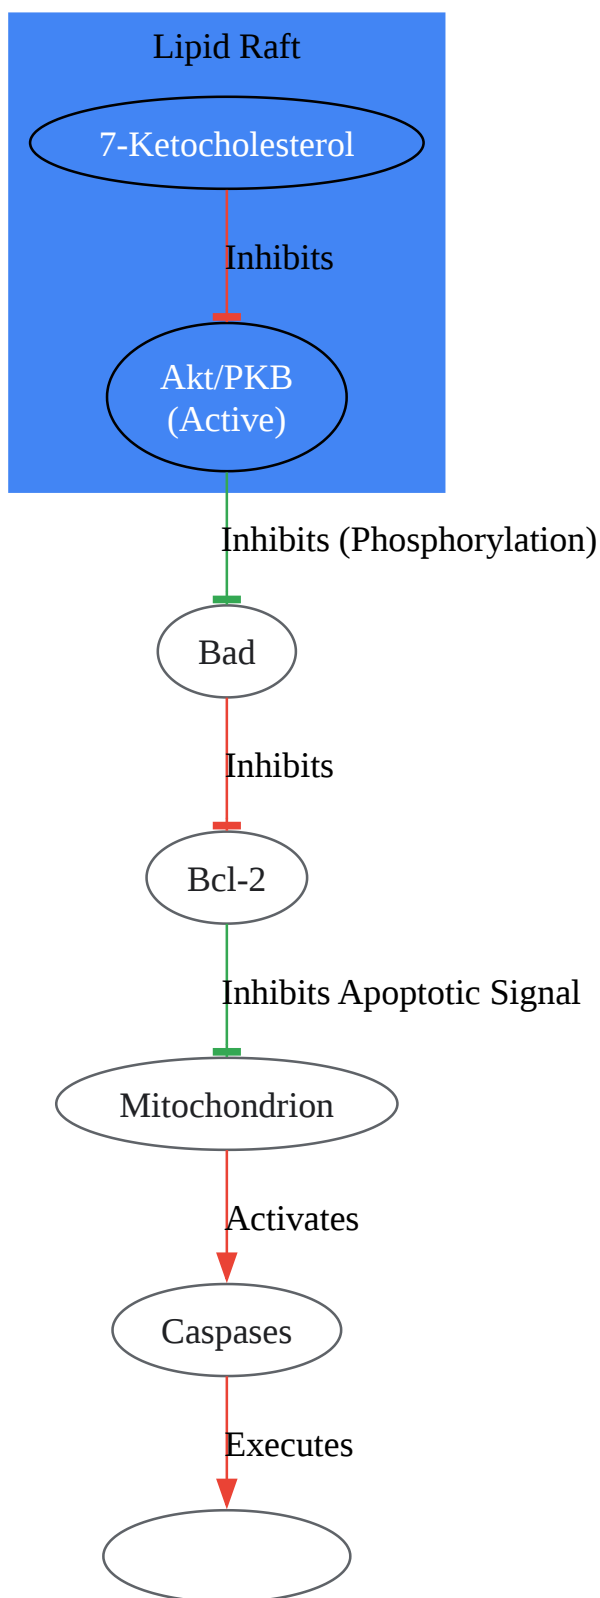 Lipid Raft
7-Ketocholesterol
Inhibits
Akt/PKB
(Active)
Inhibits (Phosphorylation)
Bad
Inhibits
Bcl-2
Inhibits Apoptotic Signal
Mitochondrion
Activates
Caspases
Executes